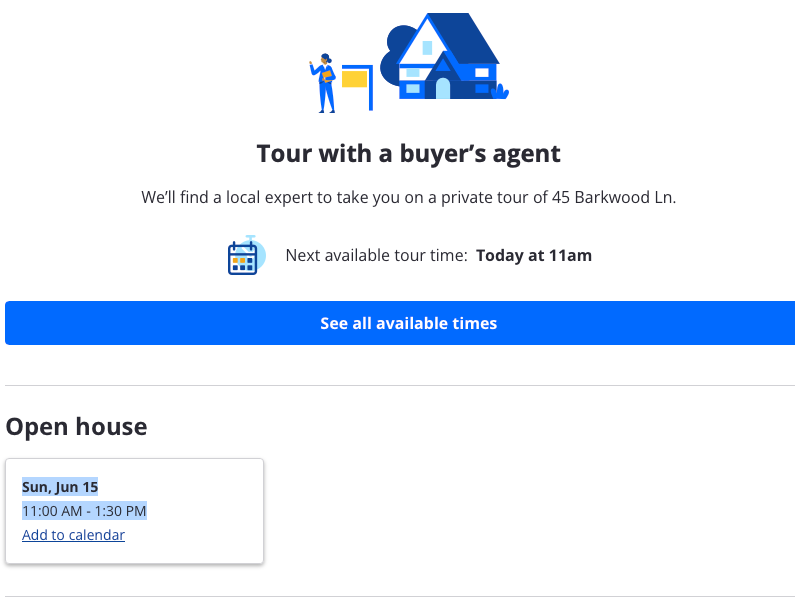 Tour with a buyer’s agent
We’ll find a local expert to take you on a private tour of 45 Barkwood Ln.
Next available tour time: Today at 11am
See all available times
Open house
Sun, Jun 15
11:00 AM - 1:30 PM
Add to calendar